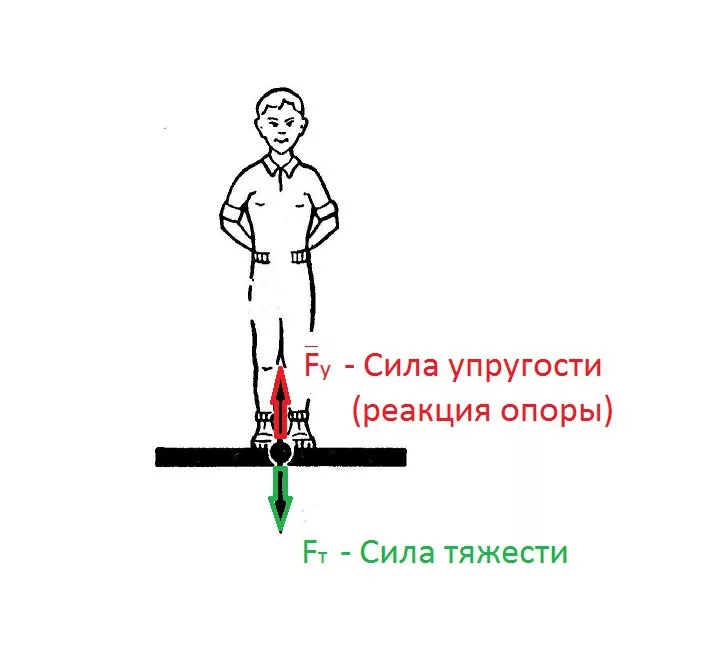 F̅у - Сила упругости
(реакция опоры)
Fт - Сила тяжести